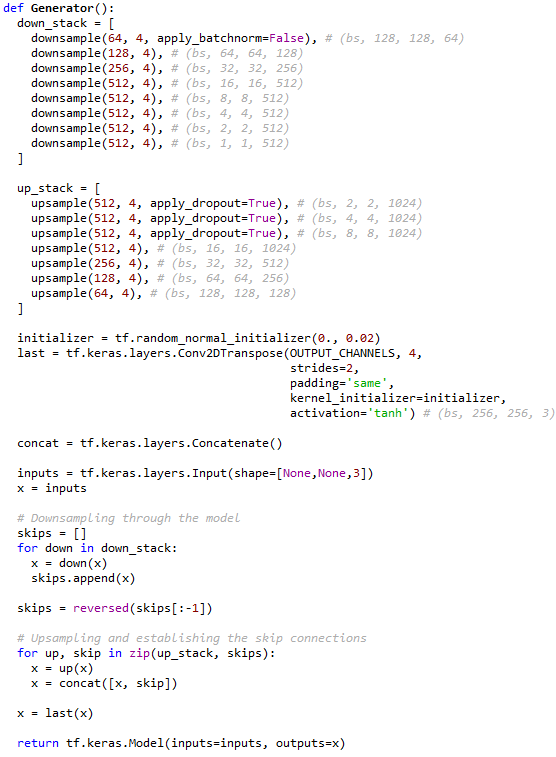 def Generator():
  down_stack = [
    downsample(64, 4, apply_batchnorm=False), # (bs, 128, 128, 64)
    downsample(128, 4), # (bs, 64, 64, 128)
    downsample(256, 4), # (bs, 32, 32, 256)
    downsample(512, 4), # (bs, 16, 16, 512)
    downsample(512, 4), # (bs, 8, 8, 512)
    downsample(512, 4), # (bs, 4, 4, 512)
    downsample(512, 4), # (bs, 2, 2, 512)
    downsample(512, 4), # (bs, 1, 1, 512)
  ]
  up_stack = [
    upsample(512, 4, apply_dropout=True), # (bs, 2, 2, 1024)
    upsample(512, 4, apply_dropout=True), # (bs, 4, 4, 1024)
    upsample(512, 4, apply_dropout=True), # (bs, 8, 8, 1024)
    upsample(512, 4), # (bs, 16, 16, 1024)
    upsample(256, 4), # (bs, 32, 32, 512)
    upsample(128, 4), # (bs, 64, 64, 256)
    upsample(64, 4), # (bs, 128, 128, 128)
  ]
  initializer = tf.random_normal_initializer(0., 0.02)
  last = tf.keras.layers.Conv2DTranspose(OUTPUT_CHANNELS, 4,
                                         strides=2,
                                         padding='same',
                                         kernel_initializer=initializer,
                                         activation='tanh') # (bs, 256, 256, 3)
  concat = tf.keras.layers.Concatenate()
  inputs = tf.keras.layers.Input(shape=[None,None,3])
  x = inputs
  # Downsampling through the model
  skips = []
  for down in down_stack:
    x = down(x)
    skips.append(x)
  skips = reversed(skips[:-1])
  # Upsampling and establishing the skip connections
  for up, skip in zip(up_stack, skips):
    x = up(x)
    x = concat([x, skip])
  x = last(x)
  return tf.keras.Model(inputs=inputs, outputs=x)